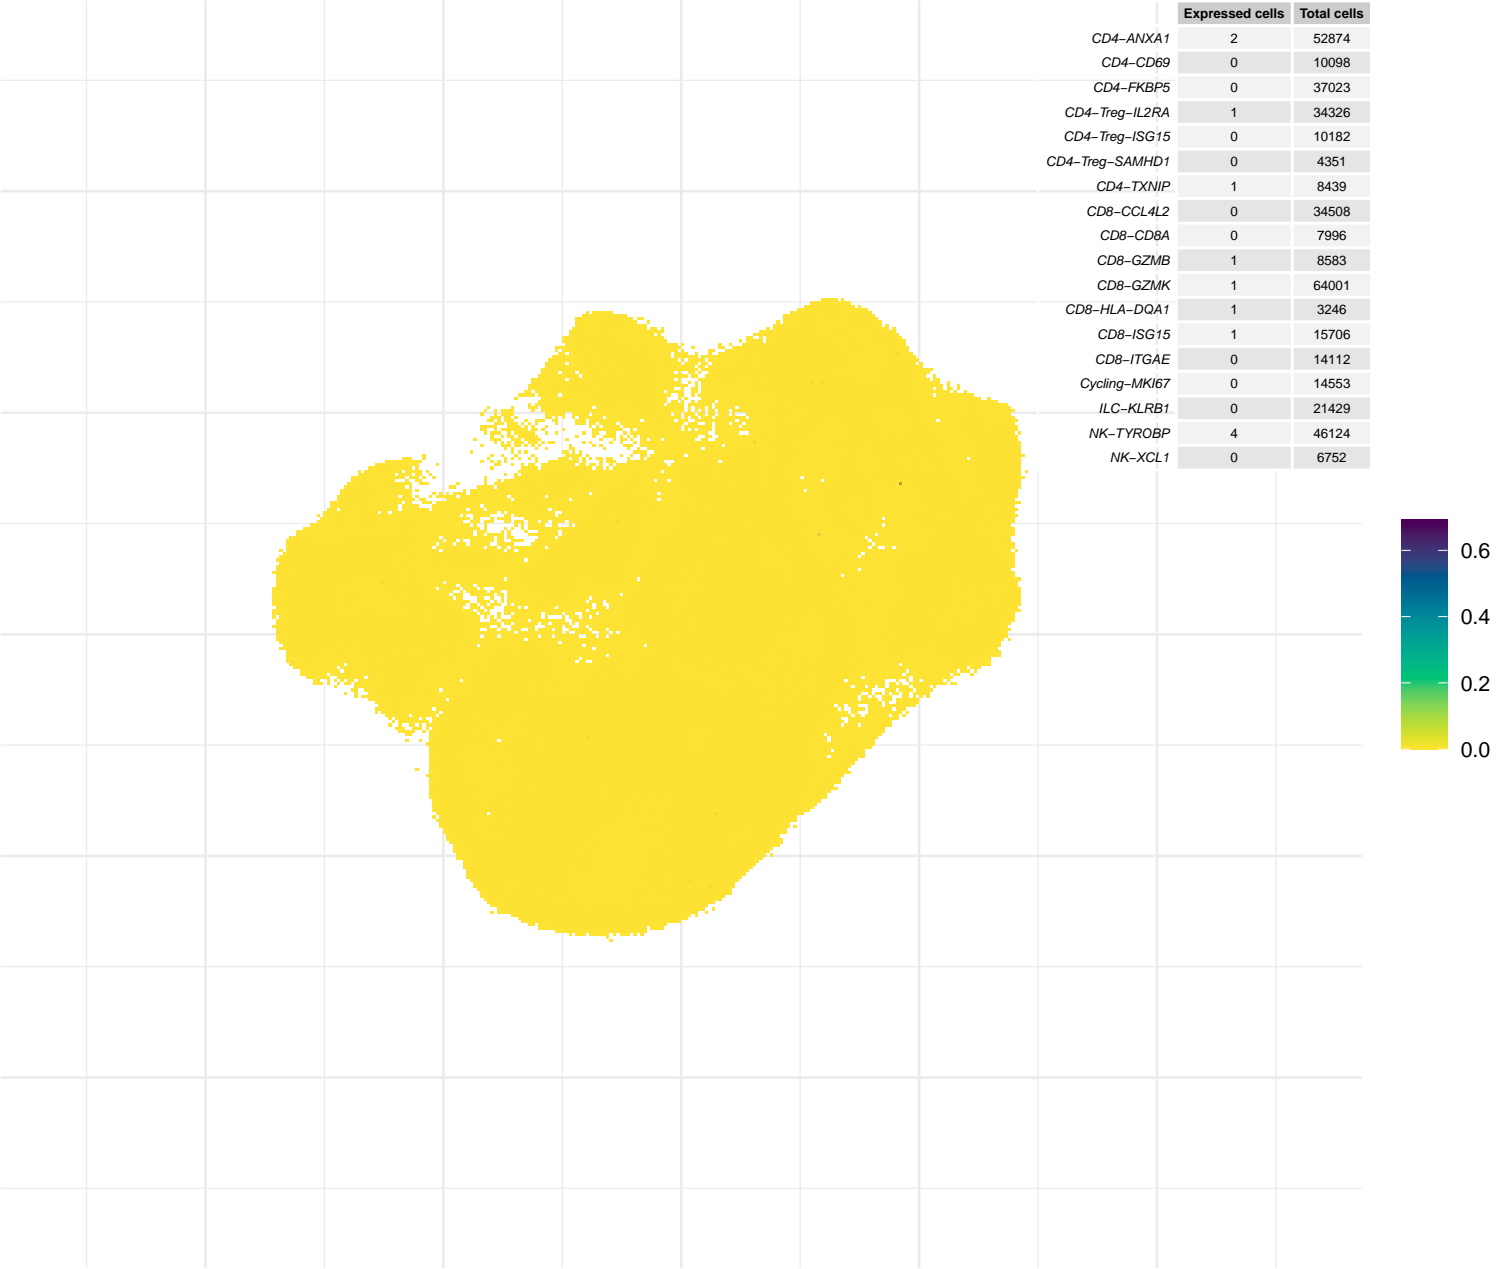 Expressed cells Total cells
CD4−ANXA1 2 52874
CD4−CD69 0 10098
CD4−FKBP5 0 37023
CD4−Treg−IL2RA 1 34326
CD4−Treg−ISG15 0 10182
CD4−Treg−SAMHD1 0 4351
CD4−TXNIP 1 8439
CD8−CCL4L2 0 34508
CD8−CD8A 0 7996
CD8−GZMB 1 8583
CD8−GZMK 1 64001
CD8−HLA−DQA1 1 3246
CD8−ISG15 1 15706
CD8−ITGAE 0 14112
Cycling−MKI67 0 14553
ILC−KLRB1 0 21429
NK−TYROBP 4 46124
NK−XCL1 0 6752
0.6
0.4
0.2
0.0